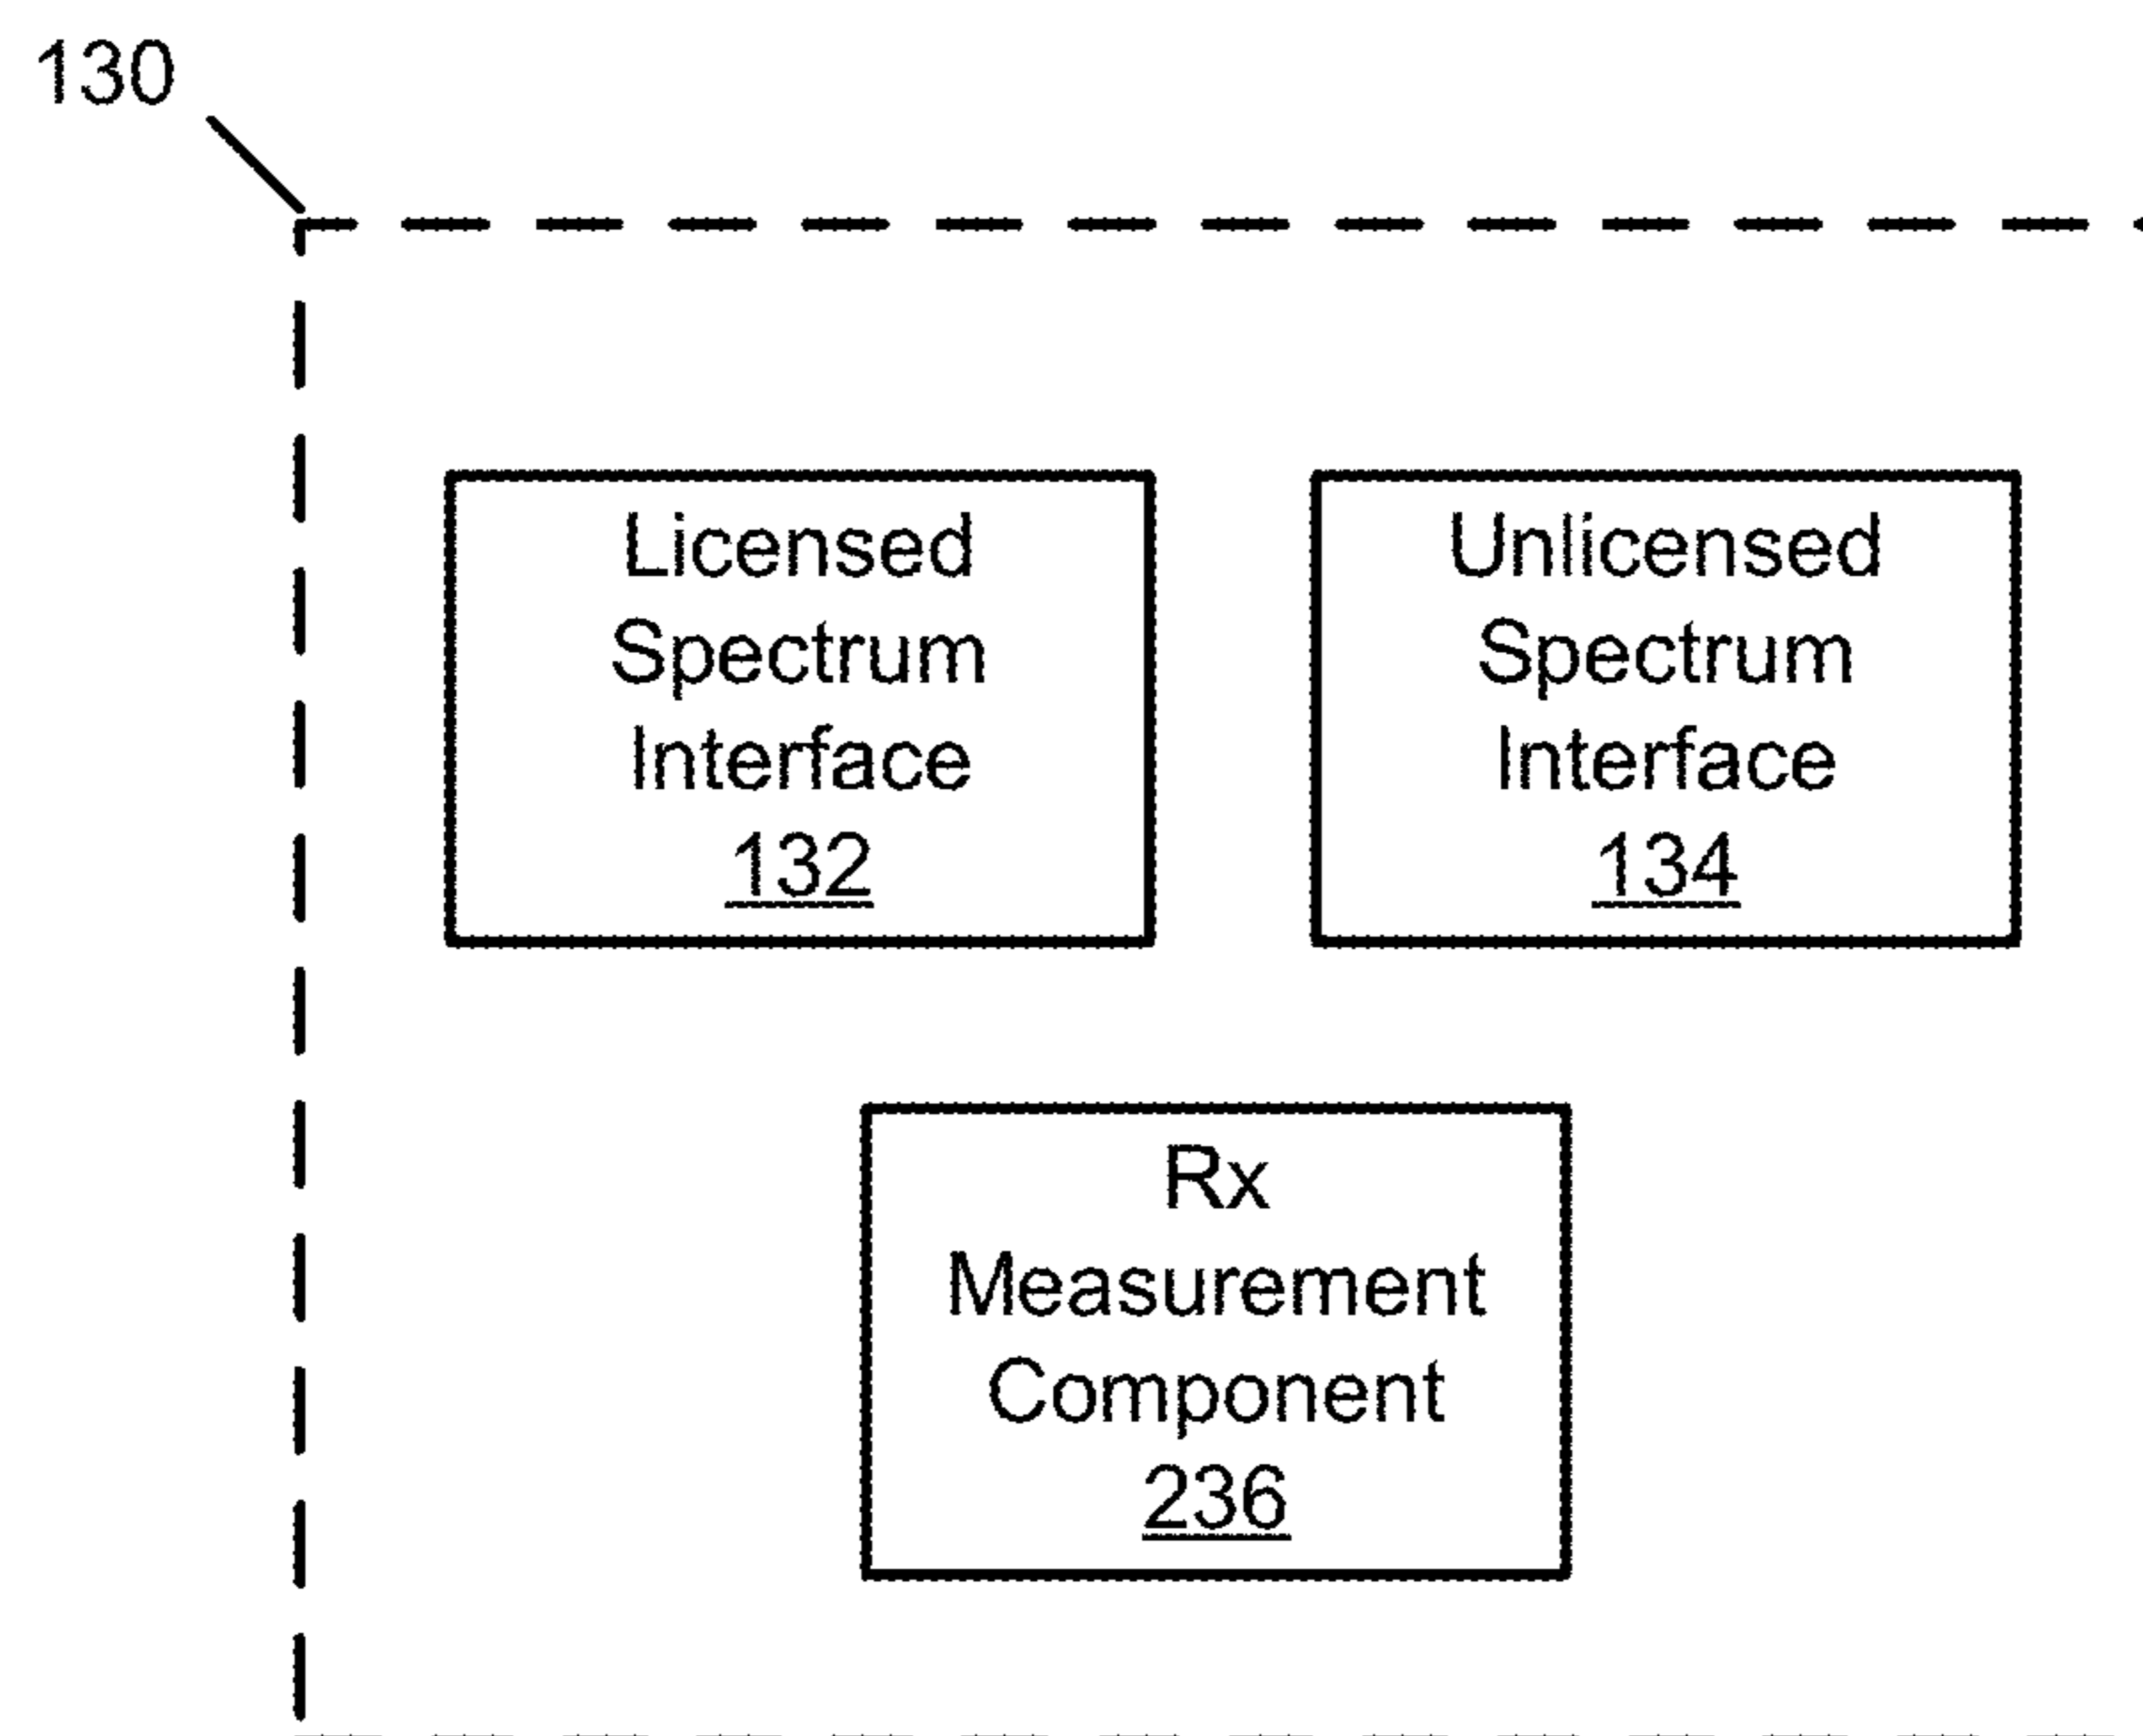 130
Licensed
Spectrum
Interface
132
Unlicensed
Spectrum
Interface
134
Rx
Measurement
Component
236